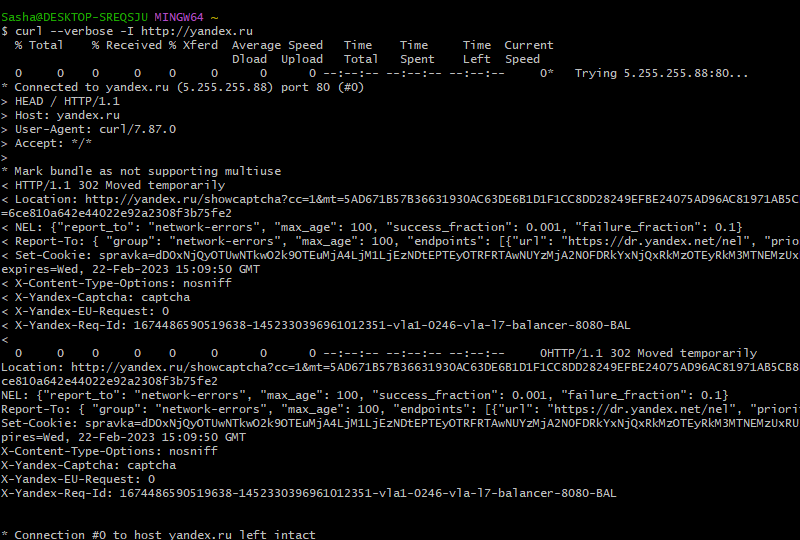 Sasha@DESKTOP-SREQSJU MINGW64 ~
$ curl --verbose -I http://yandex.ru
  % Total    % Received % Xferd  Average Speed   Time    Time     Time  Current
                                 Dload  Upload   Total   Spent    Left  Speed
  0     0    0     0    0     0      0      0 --:--:-- --:--:-- --:--:--     0*   Trying 5.255.255.88:80...
* Connected to yandex.ru (5.255.255.88) port 80 (#0)
> HEAD / HTTP/1.1
> Host: yandex.ru
> User-Agent: curl/7.87.0
> Accept: */*
>
* Mark bundle as not supporting multiuse
< HTTP/1.1 302 Moved temporarily
< Location: http://yandex.ru/showcaptcha?cc=1&mt=5AD671B57B36631930AC63DE6B1D1F1CC8DD28249EFBE24075AD96AC81971AB5C
=6ce810a642e44022e92a2308f3b75fe2
< NEL: {"report_to": "network-errors", "max_age": 100, "success_fraction": 0.001, "failure_fraction": 0.1}
< Report-To: { "group": "network-errors", "max_age": 100, "endpoints": [{"url": "https://dr.yandex.net/nel", "prio
< Set-Cookie: spravka=dD0xNjQyOTUwNTkwO2k9OTEuMjA4LjM1LjEzNDtEPTEyOTRFRTAwNUYzMjA2N0FDRkYxNjQxRkMzOTEyRkM3MTNEMzUx
expires=Wed, 22-Feb-2023 15:09:50 GMT
< X-Content-Type-Options: nosniff
< X-Yandex-Captcha: captcha
< X-Yandex-EU-Request: 0
< X-Yandex-Req-Id: 1674486590519638-1452330396961012351-vla1-0246-vla-l7-balancer-8080-BAL
<
  0     0    0     0    0     0      0      0 --:--:-- --:--:-- --:--:--     0HTTP/1.1 302 Moved temporarily
Location: http://yandex.ru/showcaptcha?cc=1&mt=5AD671B57B36631930AC63DE6B1D1F1CC8DD28249EFBE24075AD96AC81971AB5CB8
ce810a642e44022e92a2308f3b75fe2
NEL: {"report_to": "network-errors", "max_age": 100, "success_fraction": 0.001, "failure_fraction": 0.1}
Report-To: { "group": "network-errors", "max_age": 100, "endpoints": [{"url": "https://dr.yandex.net/nel", "priori
Set-Cookie: spravka=dD0xNjQyOTUwNTkwO2k9OTEuMjA4LjM1LjEzNDtEPTEyOTRFRTAwNUYzMjA2N0FDRkYxNjQxRkMzOTEyRkM3MTNEMzUxRU
pires=Wed, 22-Feb-2023 15:09:50 GMT
X-Content-Type-Options: nosniff
X-Yandex-Captcha: captcha
X-Yandex-EU-Request: 0
X-Yandex-Req-Id: 1674486590519638-1452330396961012351-vla1-0246-vla-l7-balancer-8080-BAL
* Connection #0 to host yandex.ru left intact